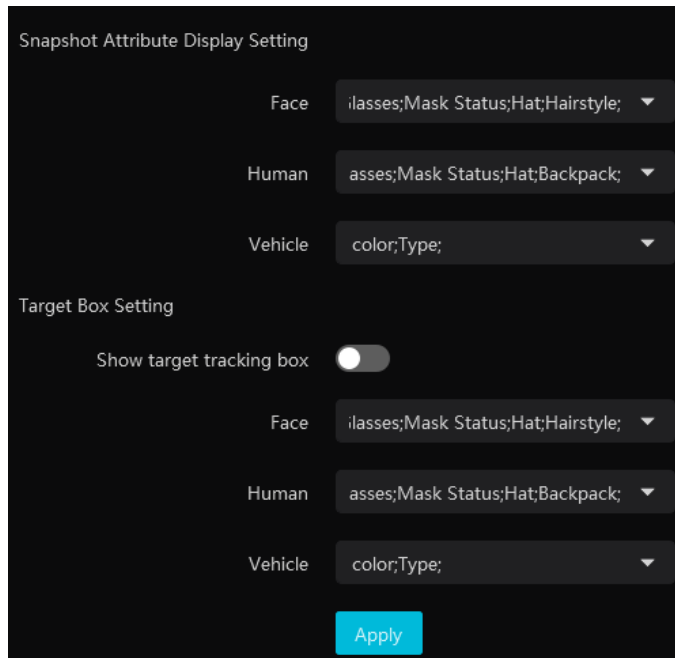 Snapshot Attribute Display Setting
Face ilasses;Mask Status;Hat;Hairstyle;
Human asses;Mask Status;Hat;Backpack;
Vehicle color;Type;
Target Box Setting
Show target tracking box
Face ilasses;Mask Status;Hat;Hairstyle;
Human asses;Mask Status;Hat;Backpack;
Vehicle color;Type;
Apply